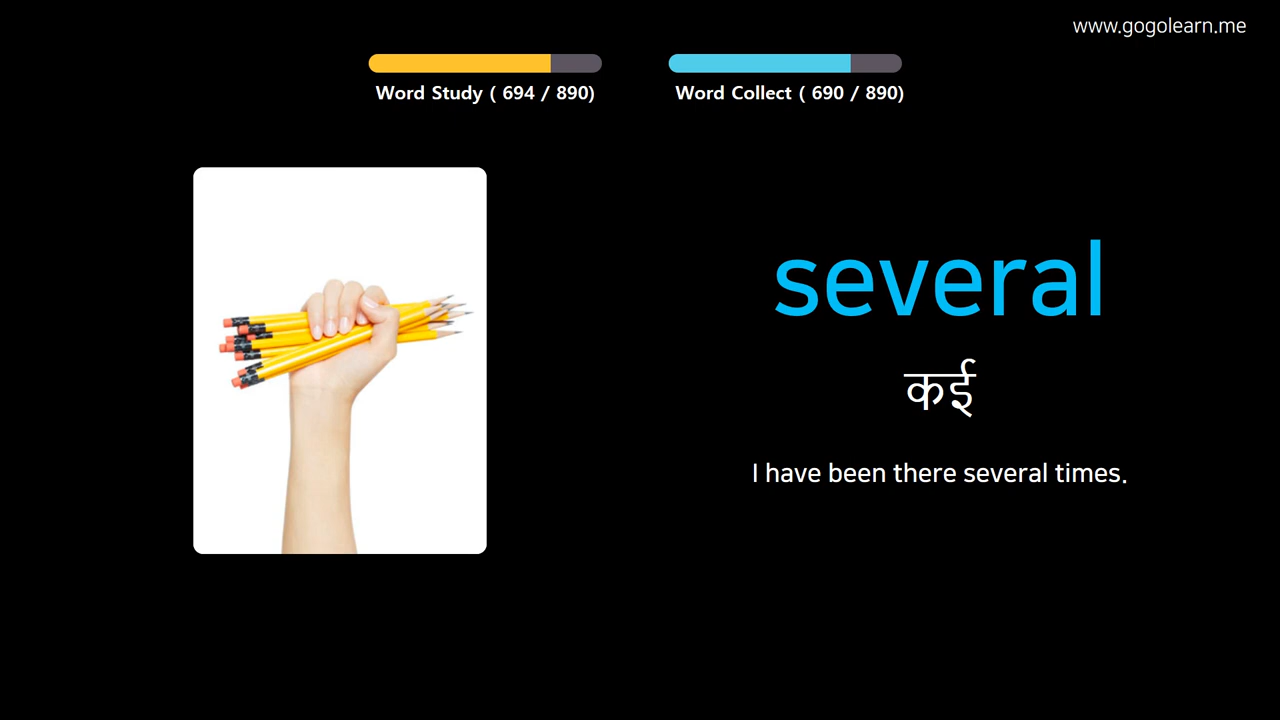 www.gogolearn.me
Word Study ( 694 / 890)
Word Collect ( 690 / 890)
several
कई
I have been there several times.